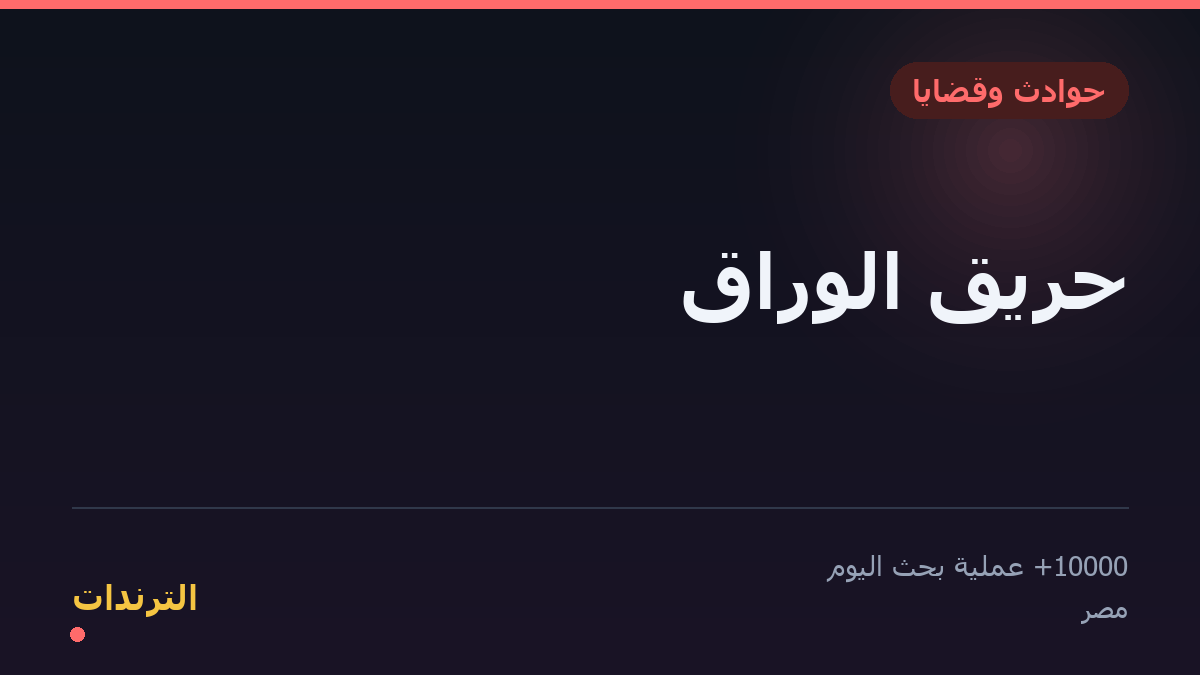 حوادث وقضايا
حريق الوراق
10000+ عملية بحث اليوم
مصر
الترندات